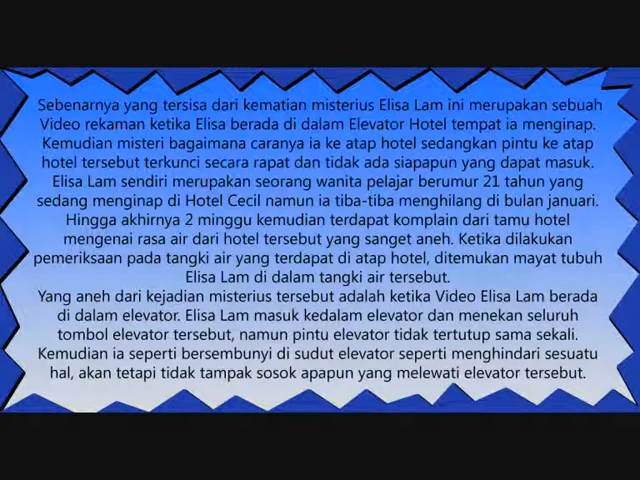 Sebenarnya yang tersisa dari kematian misterius Elisa Lam ini merupakan sebuah
Video rekaman ketika Elisa berada di dalam Elevator Hotel tempat ia menginap.
Kemudian misteri bagaimana caranya ia ke atap hotel sedangkan pintu ke atap
hotel tersebut terkunci secara rapat dan tidak ada siapapun yang dapat masuk.
Elisa Lam sendiri merupakan seorang wanita pelajar berumur 21 tahun yang
sedang menginap di Hotel Cecil namun ia tiba-tiba menghilang di bulan januari.
Hingga akhirnya 2 minggu kemudian terdapat komplain dari tamu hotel
mengenai rasa air dari hotel tersebut yang sanget aneh. Ketika dilakukan
pemeriksaan pada tangki air yang terdapat di atap hotel, ditemukan mayat tubuh
Elisa Lam di dalam tangki air tersebut.
Yang aneh dari kejadian misterius tersebut adalah ketika Video Elisa Lam berada
di dalam elevator. Elisa Lam masuk kedalam elevator dan menekan seluruh
tombol elevator tersebut, namun pintu elevator tidak tertutup sama sekali.
Kemudian ia seperti bersembunyi di sudut elevator seperti menghindari sesuatu
hal, akan tetapi tidak tampak sosok apapun yang melewati elevator tersebut.